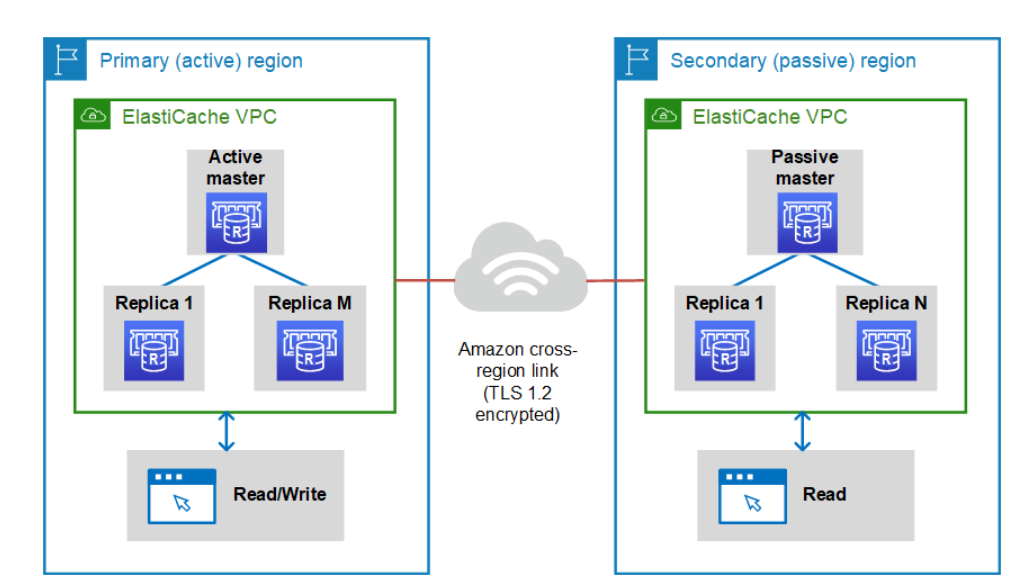 Primary (active) region
ElastiCache VPC
Active
master
R
Replica 1
R
Replica M
R
Read/Write
Amazon cross-
region link
(TLS 1.2
encrypted)
Secondary (passive) region
ElastiCache VPC
Passive
master
R
Replica 1
R
Replica N
R
Read